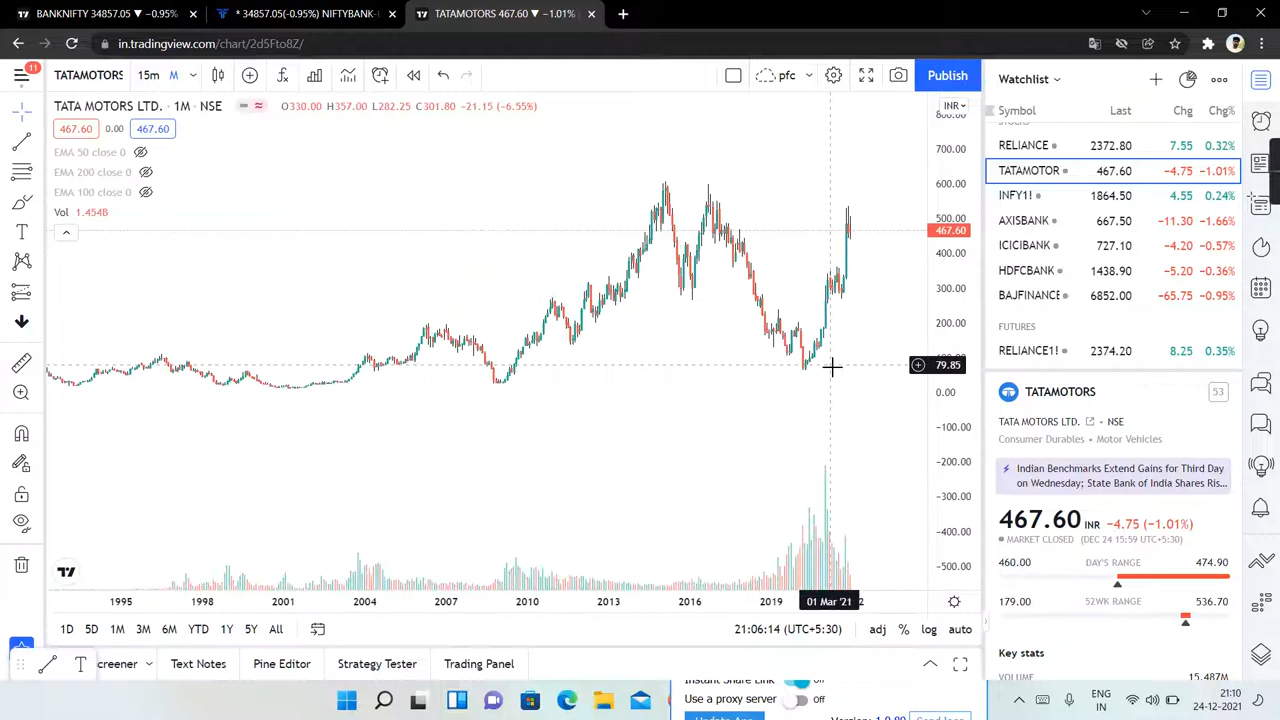 BANKNIFTY 34857.05 ▼ −0.95%
* 34857.05(-0.95%) NIFTYBANK-I
TATAMOTORS 467.60 ▼ −1.01%
in.tradingview.com/chart/2d5Fto8Z/
11
TATAMOTORS
15m
M
pfc
Publish
Watchlist
TATA MOTORS LTD. · 1M · NSE
O330.00 H357.00 L282.25 C301.80 −21.15 (−6.55%)
INR
467.60
0.00
467.60
EMA 50 close 0
EMA 200 close 0
EMA 100 close 0
Vol 1.454B
800.00
700.00
600.00
500.00
467.60
400.00
300.00
200.00
79.85
0.00
−100.00
−200.00
−300.00
−400.00
−500.00
Symbol Last Chg Chg%
RELIANCE 2372.80 7.55 0.32%
TATAMOTOR 467.60 −4.75 −1.01%
INFY1! 1864.50 4.55 0.24%
AXISBANK 667.50 −11.30 −1.66%
ICICIBANK 727.10 −4.20 −0.57%
HDFCBANK 1438.90 −5.20 −0.36%
BAJFINANCE 6852.00 −65.75 −0.95%
FUTURES
RELIANCE1! 2374.20 8.25 0.35%
TATAMOTORS
53
TATA MOTORS LTD. · NSE
Consumer Durables • Motor Vehicles
Indian Benchmarks Extend Gains for Third Day
on Wednesday; State Bank of India Shares Ris...
467.60 INR −4.75 (−1.01%)
MARKET CLOSED (DEC 24 15:59 UTC+5:30)
460.00 DAY'S RANGE 474.90
179.00 52WK RANGE 536.70
Key stats
VOLUME 15.487M
1995 1998 2001 2004 2007 2010 2013 2016 2019 01 Mar '21
1D 5D 1M 3M 6M YTD 1Y 5Y All
21:06:14 (UTC+5:30)
adj % log auto
creener
Text Notes
Pine Editor
Strategy Tester
Trading Panel
Use a proxy server off
ENG
IN
21:10
24-12-2021